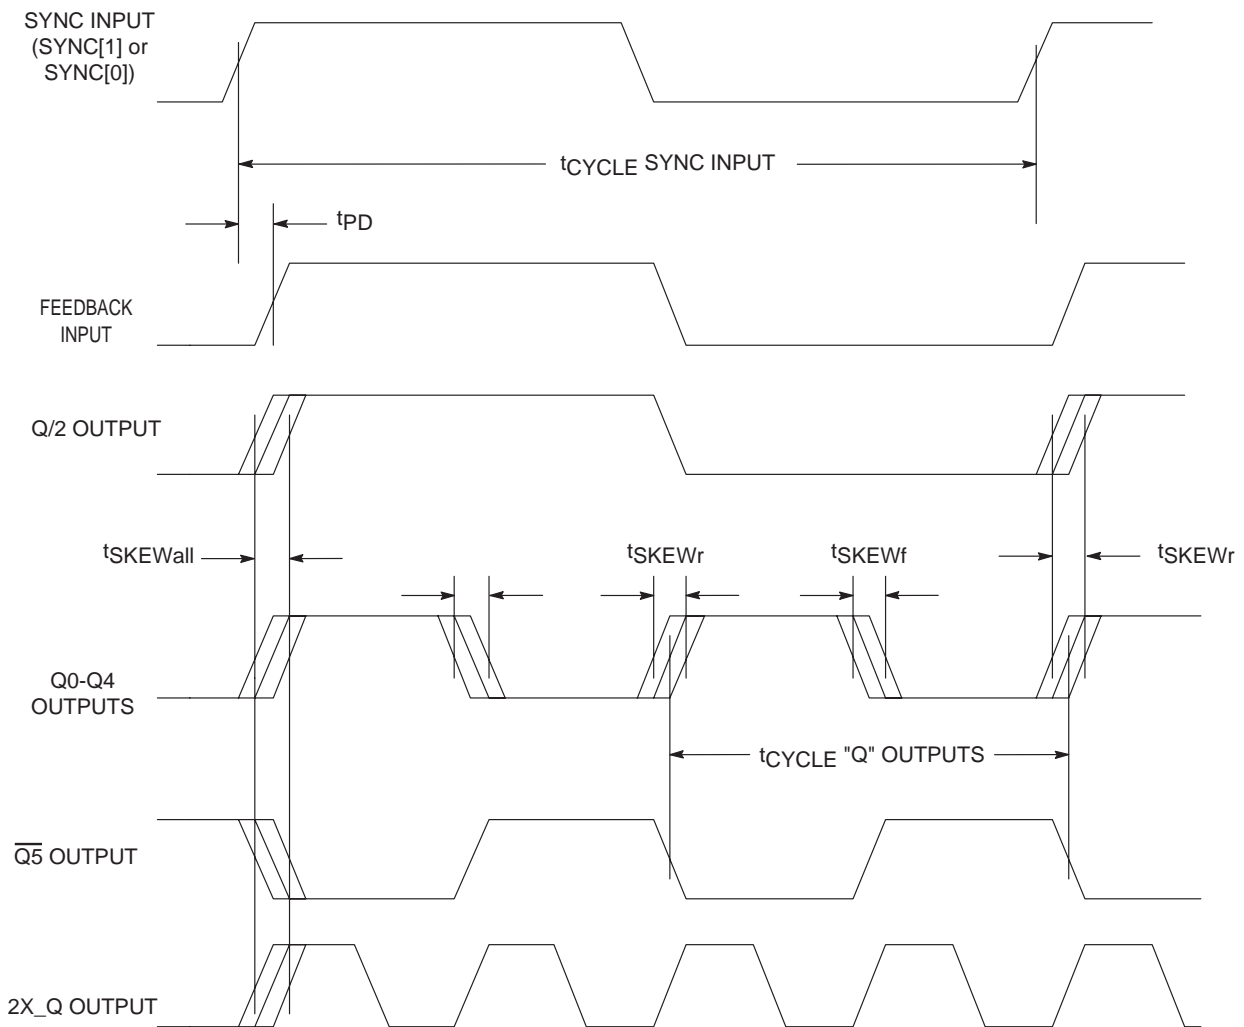 SYNC INPUT
(SYNC[1] or
SYNC[0])
tCYCLE SYNC INPUT
tPD
FEEDBACK
INPUT
Q/2 OUTPUT
tSKEWall
tSKEWr
tSKEWf
tSKEWr
Q0-Q4
OUTPUTS
tCYCLE "Q" OUTPUTS
Q̅5̅ OUTPUT
2X_Q OUTPUT